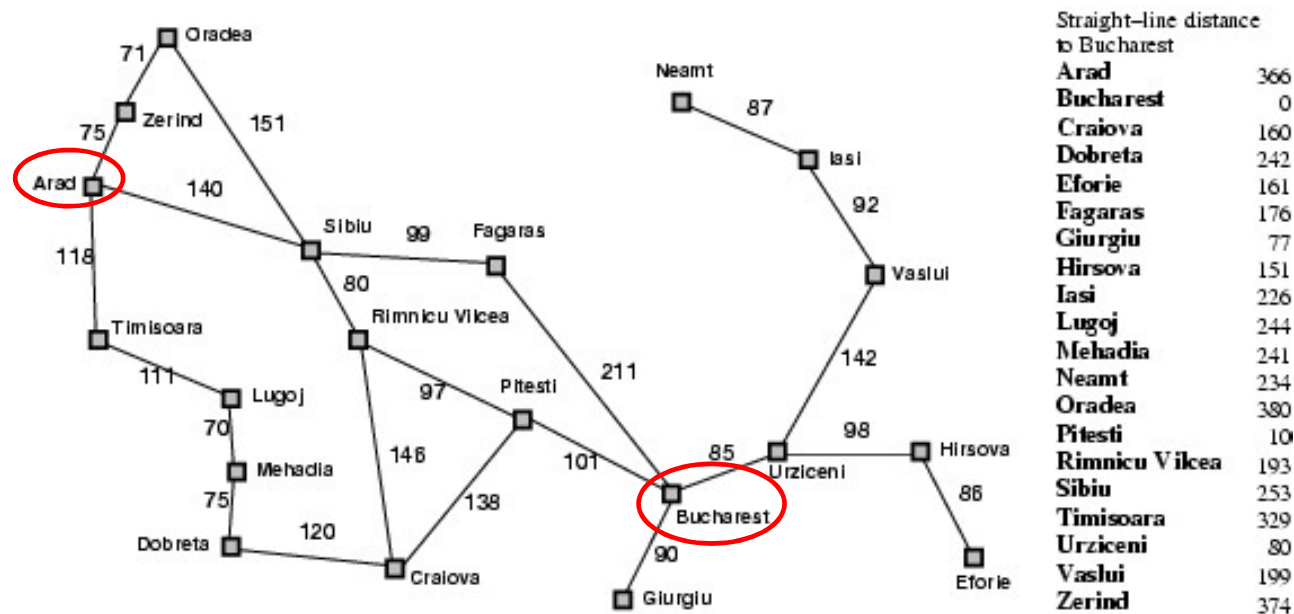 Oradea
71
Neamt
87
Zerind
151
75
Iasi
Arad
140
92
Sibiu
99
Fagaras
118
80
Vaslui
Timisoara
Rimnicu Vilcea
142
211
111
Lugoj
97
Pitesti
70
98
146
101
85
Hirsova
Mehadia
Urziceni
138
86
75
Bucharest
120
Dobreta
90
Craiova
Eforie
Giurgiu
Straight–line distance
to Bucharest
Arad 366
Bucharest 0
Craiova 160
Dobreta 242
Eforie 161
Fagaras 176
Giurgiu 77
Hirsova 151
Iasi 226
Lugoj 244
Mehadia 241
Neamt 234
Oradea 380
Pitesti 10
Rimnicu Vilcea 193
Sibiu 253
Timisoara 329
Urziceni 80
Vaslui 199
Zerind 374